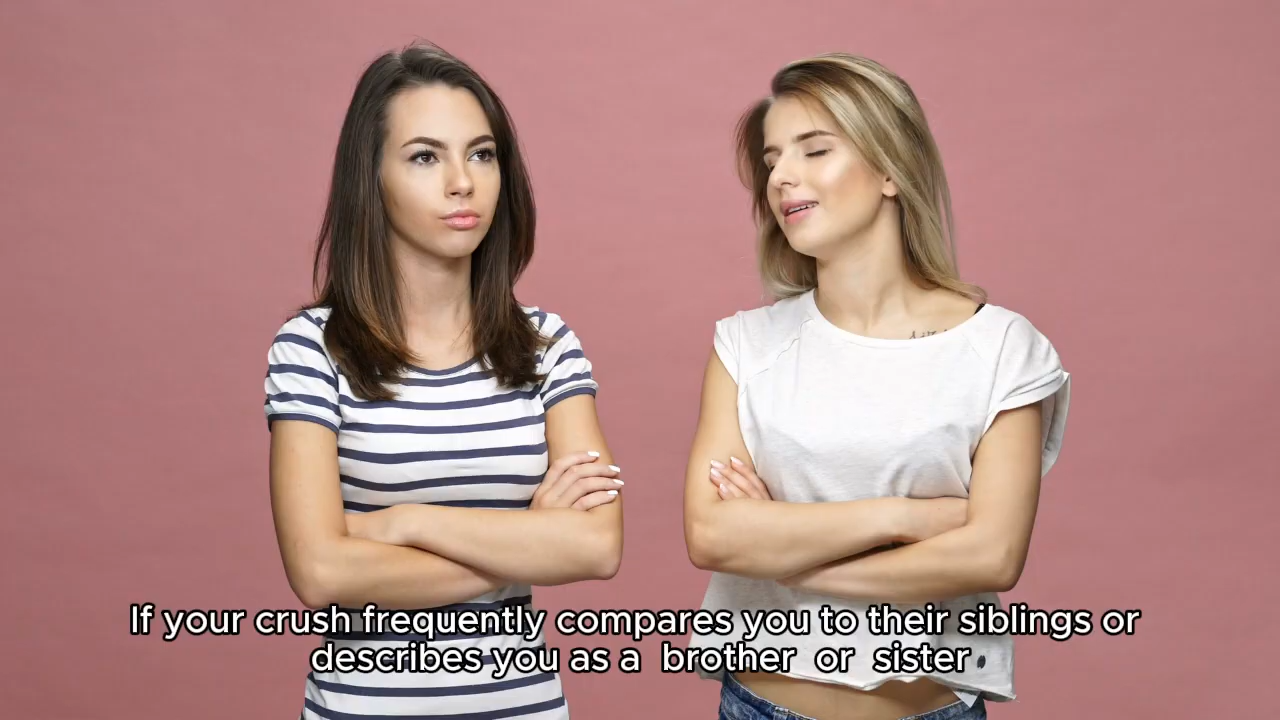 If your crush frequently compares you to their siblings or
describes you as a brother or sister